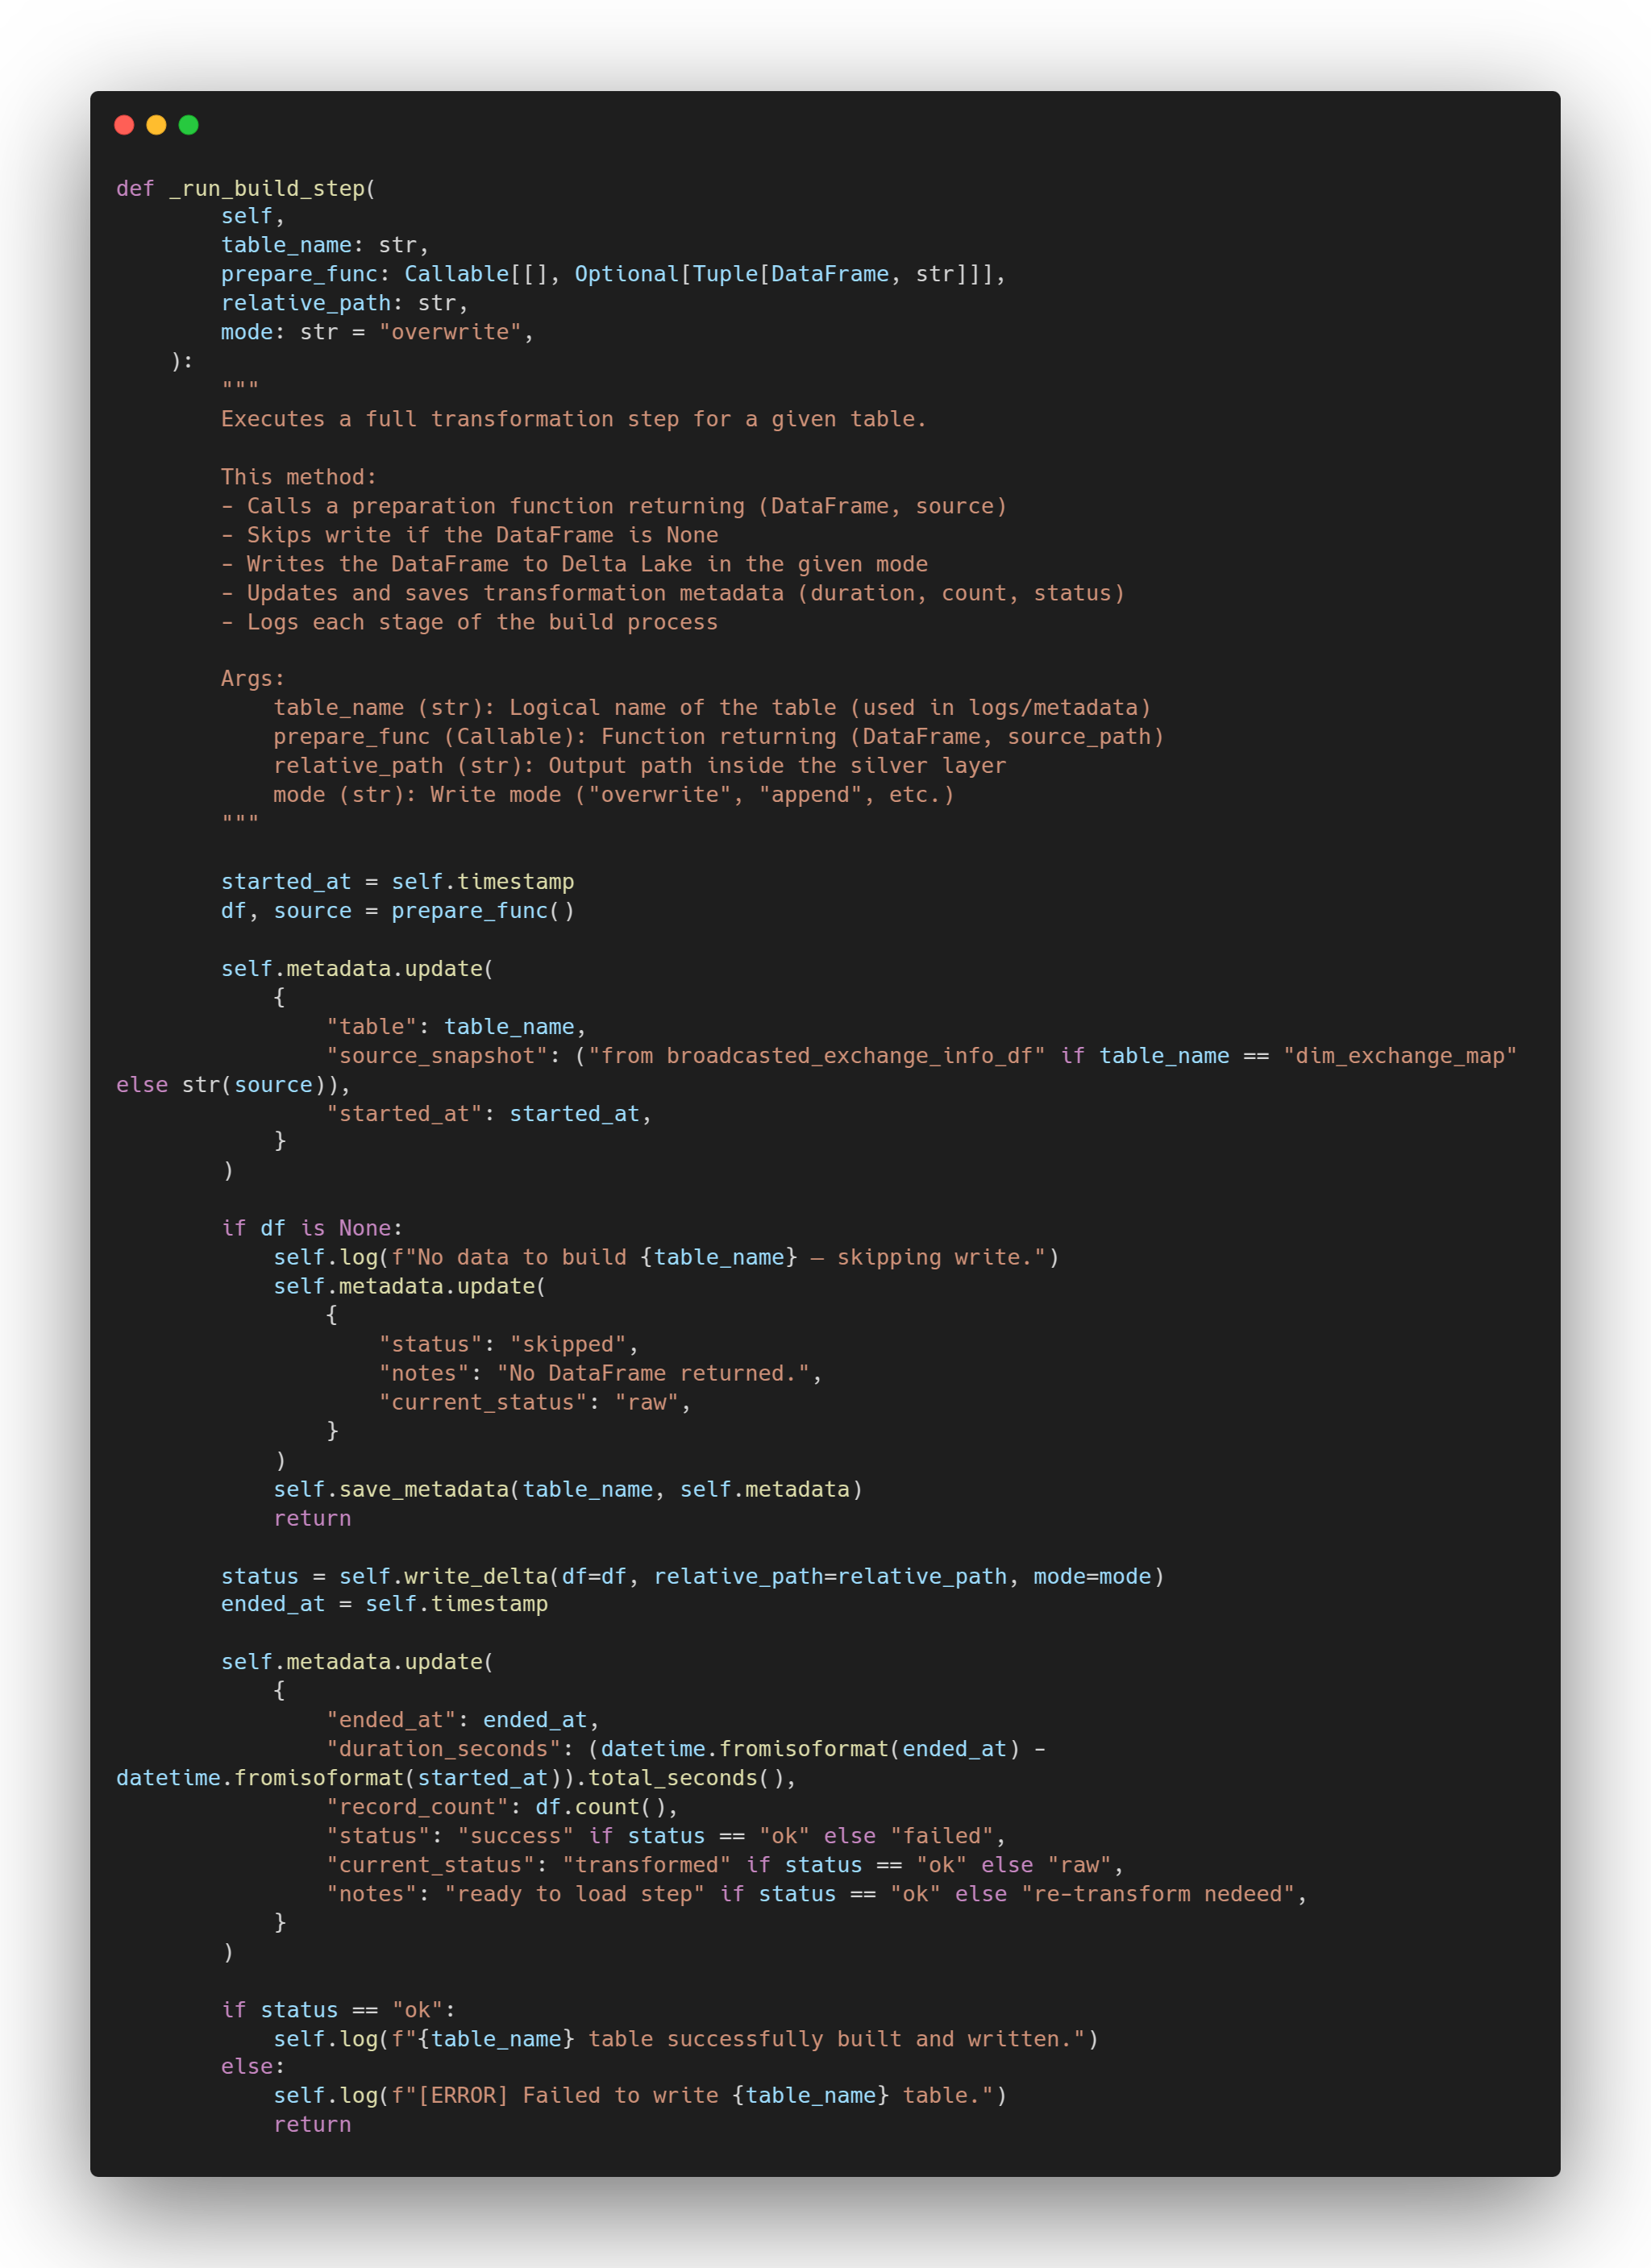 def _run_build_step(
        self,
        table_name: str,
        prepare_func: Callable[[], Optional[Tuple[DataFrame, str]]],
        relative_path: str,
        mode: str = "overwrite",
    ):
        """
        Executes a full transformation step for a given table.

        This method:
        - Calls a preparation function returning (DataFrame, source)
        - Skips write if the DataFrame is None
        - Writes the DataFrame to Delta Lake in the given mode
        - Updates and saves transformation metadata (duration, count, status)
        - Logs each stage of the build process

        Args:
            table_name (str): Logical name of the table (used in logs/metadata)
            prepare_func (Callable): Function returning (DataFrame, source_path)
            relative_path (str): Output path inside the silver layer
            mode (str): Write mode ("overwrite", "append", etc.)
        """

        started_at = self.timestamp
        df, source = prepare_func()

        self.metadata.update(
            {
                "table": table_name,
                "source_snapshot": ("from broadcasted_exchange_info_df" if table_name == "dim_exchange_map"
else str(source)),
                "started_at": started_at,
            }
        )

        if df is None:
            self.log(f"No data to build {table_name} — skipping write.")
            self.metadata.update(
                {
                    "status": "skipped",
                    "notes": "No DataFrame returned.",
                    "current_status": "raw",
                }
            )
            self.save_metadata(table_name, self.metadata)
            return

        status = self.write_delta(df=df, relative_path=relative_path, mode=mode)
        ended_at = self.timestamp

        self.metadata.update(
            {
                "ended_at": ended_at,
                "duration_seconds": (datetime.fromisoformat(ended_at) -
datetime.fromisoformat(started_at)).total_seconds(),
                "record_count": df.count(),
                "status": "success" if status == "ok" else "failed",
                "current_status": "transformed" if status == "ok" else "raw",
                "notes": "ready to load step" if status == "ok" else "re-transform nedeed",
            }
        )

        if status == "ok":
            self.log(f"{table_name} table successfully built and written.")
        else:
            self.log(f"[ERROR] Failed to write {table_name} table.")
            return